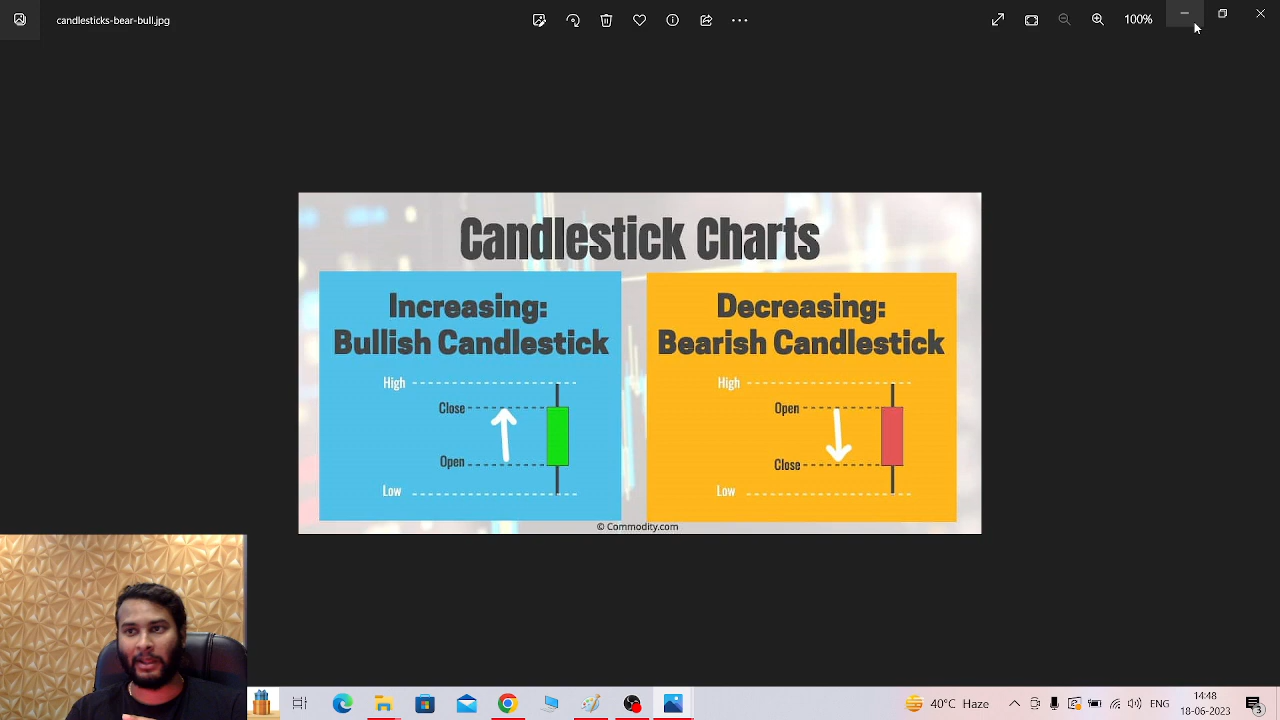 candlesticks-bear-bull.jpg
100%
Candlestick Charts
Increasing:
Bullish Candlestick
High
Close
Open
Low
Decreasing:
Bearish Candlestick
High
Open
Close
Low
© Commodity.com
40°C Haze
ENG
14:48
18-06-2023
3